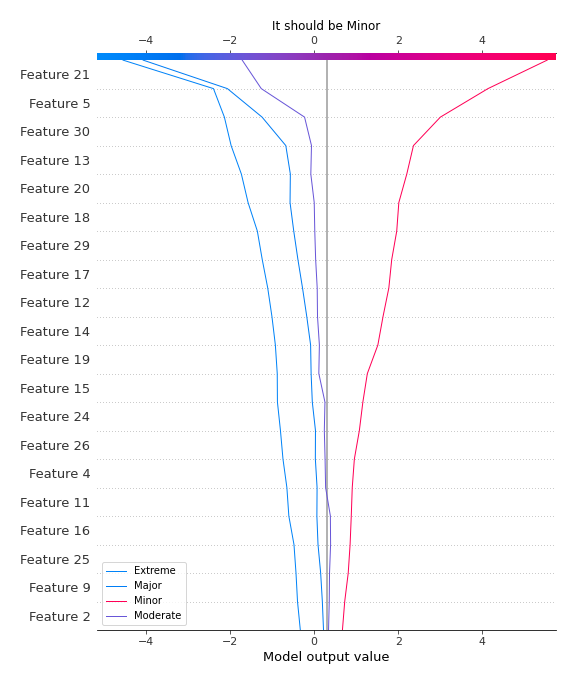 It should be Minor
−4 −2 0 2 4
Feature 21
Feature 5
Feature 30
Feature 13
Feature 20
Feature 18
Feature 29
Feature 17
Feature 12
Feature 14
Feature 19
Feature 15
Feature 24
Feature 26
Feature 4
Feature 11
Feature 16
Feature 25
Feature 9
Feature 2
Extreme
Major
Minor
Moderate
−4 −2 0 2 4
Model output value